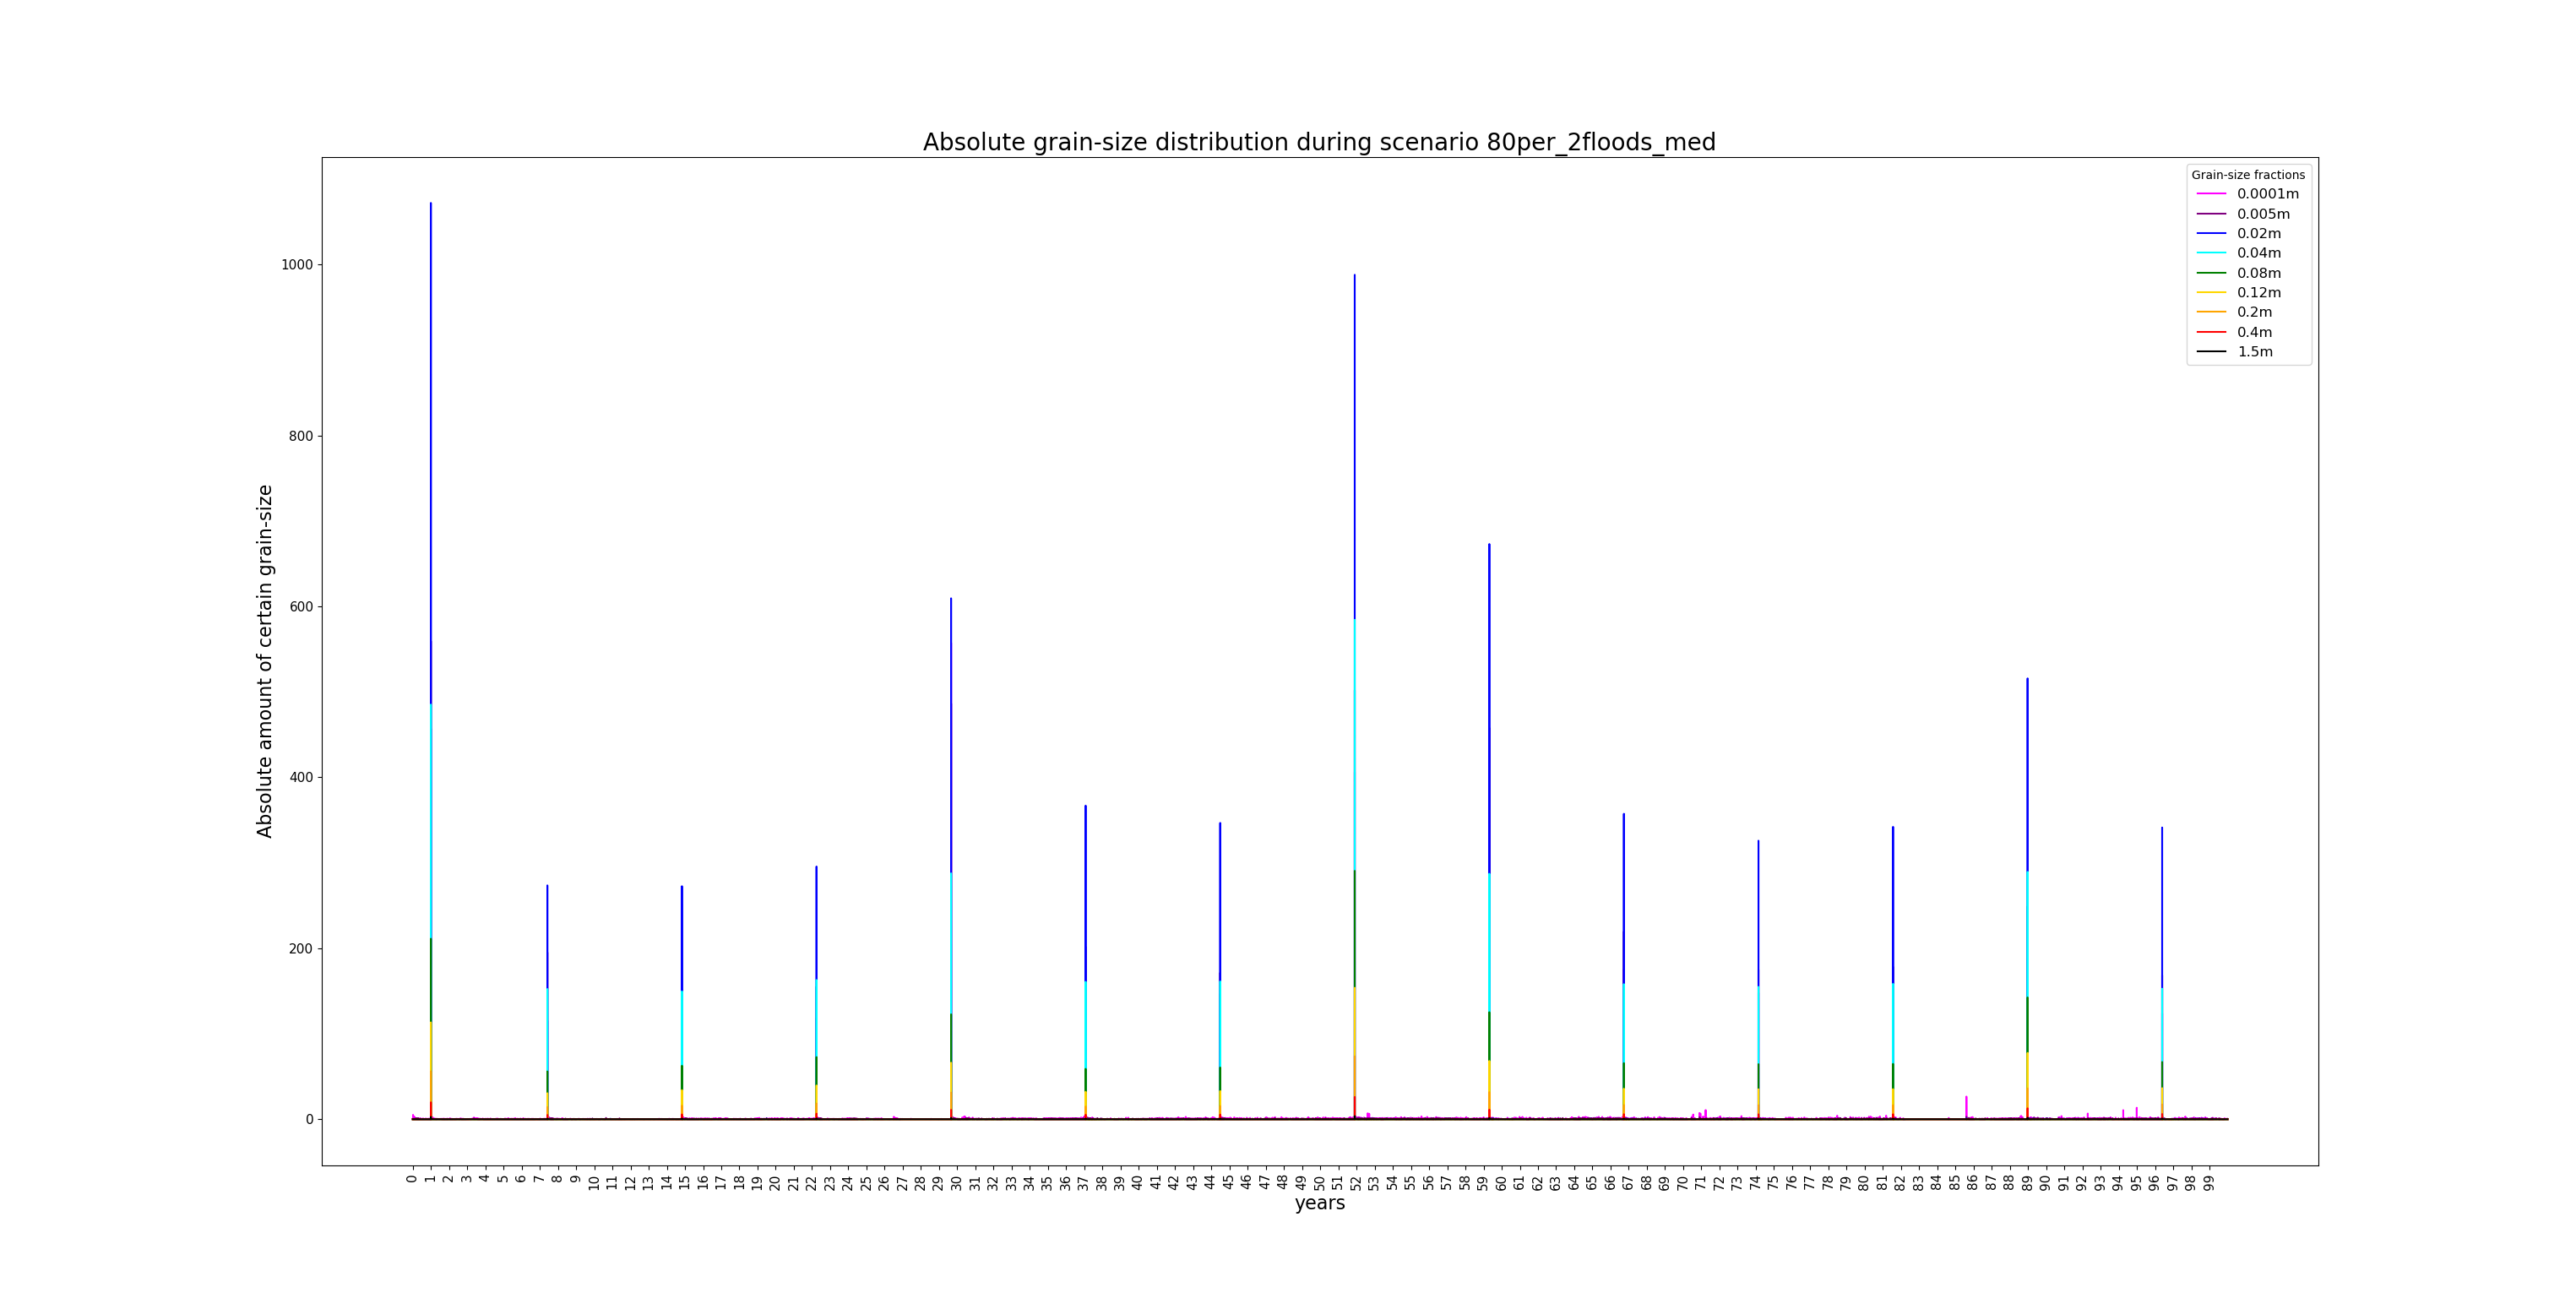 Absolute grain-size distribution during scenario 80per_2floods_med
Grain-size fractions
0.0001m
0.005m
0.02m
0.04m
0.08m
0.12m
0.2m
0.4m
1.5m
Absolute amount of certain grain-size
1000
800
600
400
200
0
0 1 2 3 4 5 6 7 8 9 10 11 12 13 14 15 16 17 18 19 20 21 22 23 24 25 26 27 28 29 30 31 32 33 34 35 36 37 38 39 40 41 42 43 44 45 46 47 48 49 50 51 52 53 54 55 56 57 58 59 60 61 62 63 64 65 66 67 68 69 70 71 72 73 74 75 76 77 78 79 80 81 82 83 84 85 86 87 88 89 90 91 92 93 94 95 96 97 98 99
years